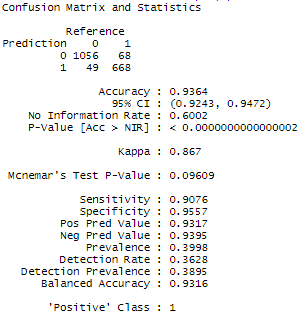 Confusion Matrix and Statistics
Reference
Prediction 0 1
0 1056 68
1 49 668
Accuracy : 0.9364
95% CI : (0.9243, 0.9472)
No Information Rate : 0.6002
P-Value [Acc > NIR] : < 0.0000000000000002
Kappa : 0.867
Mcnemar's Test P-Value : 0.09609
Sensitivity : 0.9076
Specificity : 0.9557
Pos Pred Value : 0.9317
Neg Pred Value : 0.9395
Prevalence : 0.3998
Detection Rate : 0.3628
Detection Prevalence : 0.3895
Balanced Accuracy : 0.9316
'Positive' Class : 1